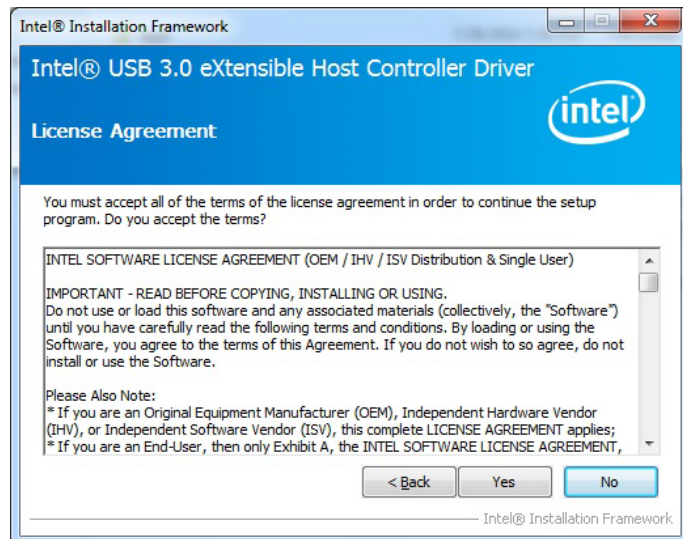 Intel® Installation Framework
Intel® USB 3.0 eXtensible Host Controller Driver
intel
License Agreement
You must accept all of the terms of the license agreement in order to continue the setup
program. Do you accept the terms?
INTEL SOFTWARE LICENSE AGREEMENT (OEM / IHV / ISV Distribution & Single User)
IMPORTANT - READ BEFORE COPYING, INSTALLING OR USING.
Do not use or load this software and any associated materials (collectively, the "Software")
until you have carefully read the following terms and conditions. By loading or using the
Software, you agree to the terms of this Agreement. If you do not wish to so agree, do not
install or use the Software.
Please Also Note:
* If you are an Original Equipment Manufacturer (OEM), Independent Hardware Vendor
(IHV), or Independent Software Vendor (ISV), this complete LICENSE AGREEMENT applies;
* If you are an End-User, then only Exhibit A, the INTEL SOFTWARE LICENSE AGREEMENT,
< Back Yes No
Intel® Installation Framework